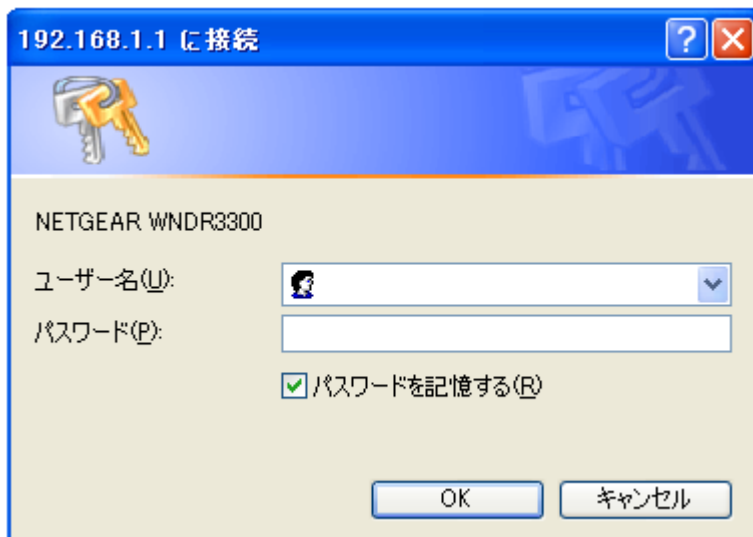 192.168.1.1 に接続
NETGEAR WNDR3300
ユーザー名(U):
パスワード(P):
パスワードを記憶する(R)
OK
キャンセル